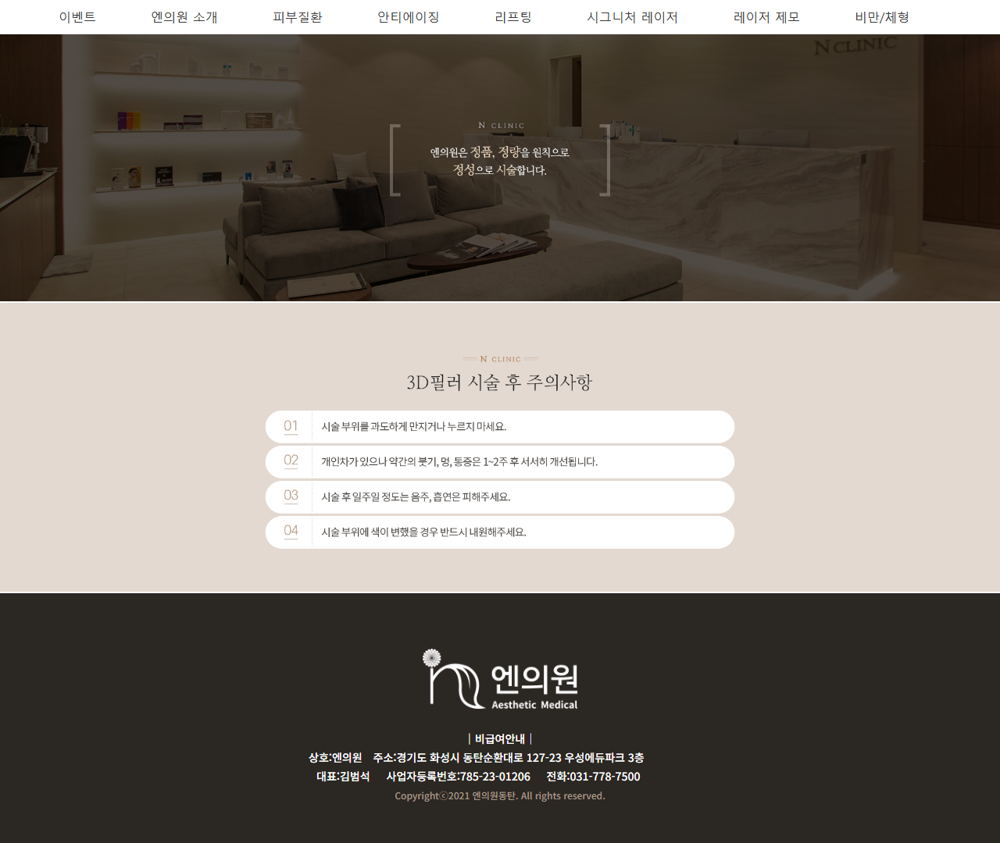 이벤트 엔의원 소개 피부질환 안티에이징 리프팅 시그니처 레이저 레이저 제모 비만/체형
N CLINIC
N CLINIC
엔의원은 정품, 정량을 원칙으로
정성으로 시술합니다.
N CLINIC
3D필러 시술 후 주의사항
01 시술 부위를 과도하게 만지거나 누르지 마세요.
02 개인차가 있으나 약간의 붓기, 멍, 통증은 1~2주 후 서서히 개선됩니다.
03 시술 후 일주일 정도는 음주, 흡연은 피해주세요.
04 시술 부위에 색이 변했을 경우 반드시 내원해주세요.
엔의원
Aesthetic Medical
| 비급여안내 |
상호:엔의원 주소:경기도 화성시 동탄순환대로 127-23 우성에듀파크 3층
대표:김범석 사업자등록번호:785-23-01206 전화:031-778-7500
Copyrightⓒ2021 엔의원동탄. All rights reserved.